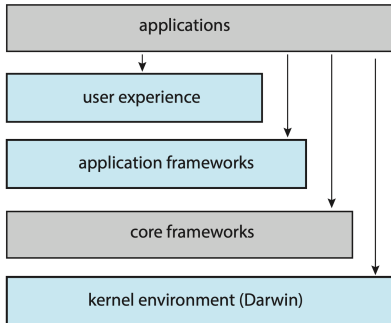 applications
user experience
application frameworks
core frameworks
kernel environment (Darwin)